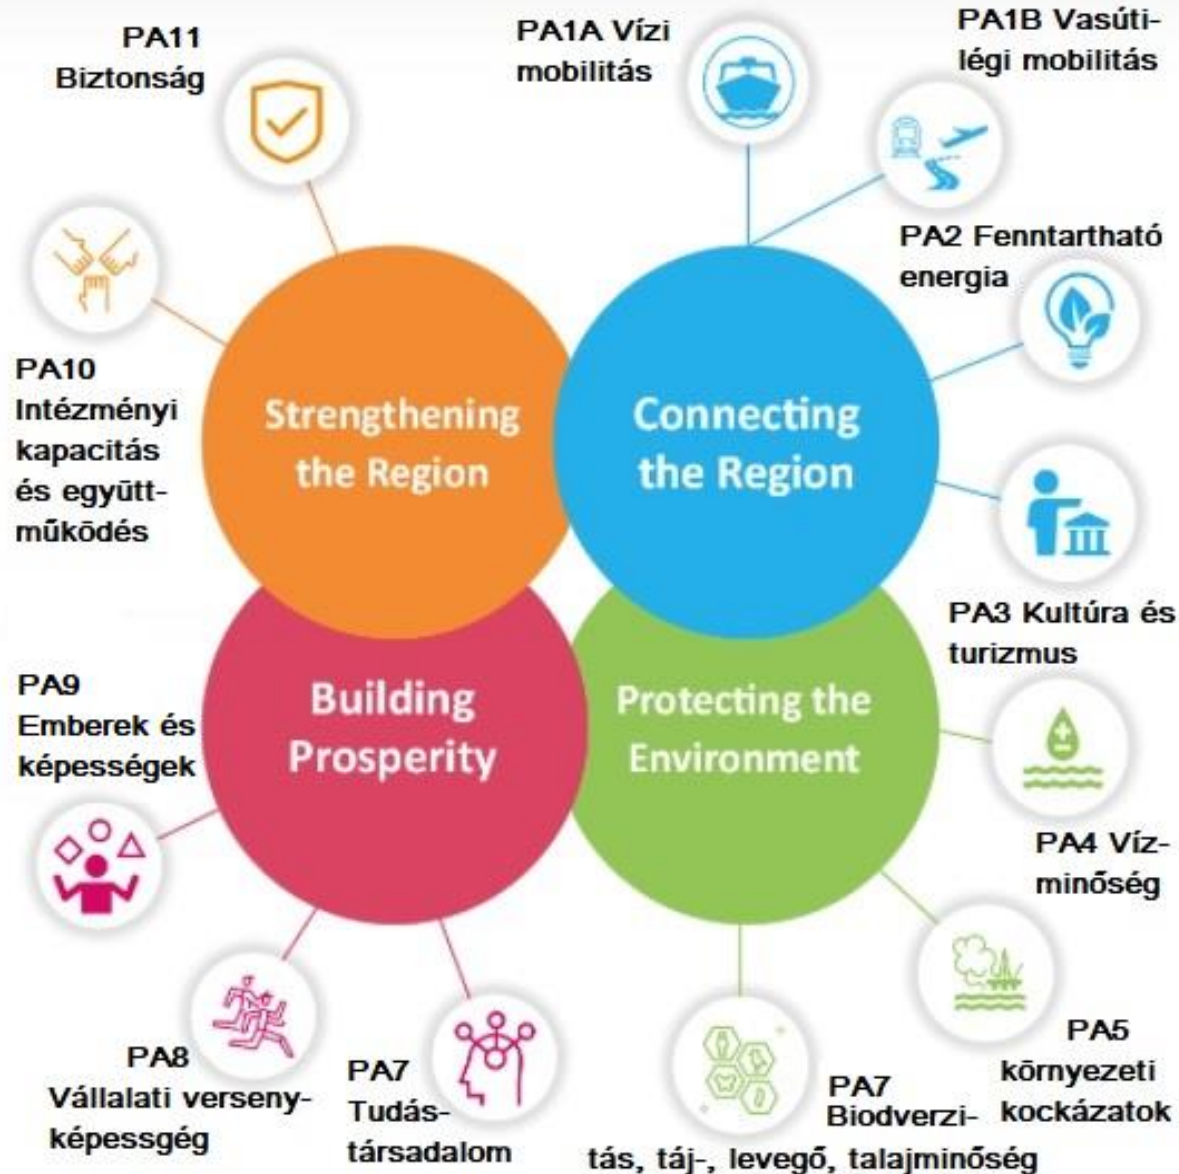 PA11
Biztonság
PA1A Vízi
mobilitás
PA1B Vasúti-
légi mobilitás
PA2 Fenntartható
energia
PA10
Intézményi
kapacitás
és együtt-
működés
Strengthening
the Region
Connecting
the Region
PA3 Kultúra és
turizmus
PA9
Emberek és
képességek
Building
Prosperity
Protecting the
Environment
PA4 Víz-
minőség
PA8
Vállalati verseny-
képessgég
PA7
Tudás-
társadalom
PA7
Biodverzi-
tás, táj-, levegő, talajminőség
PA5
környezeti
kockázatok